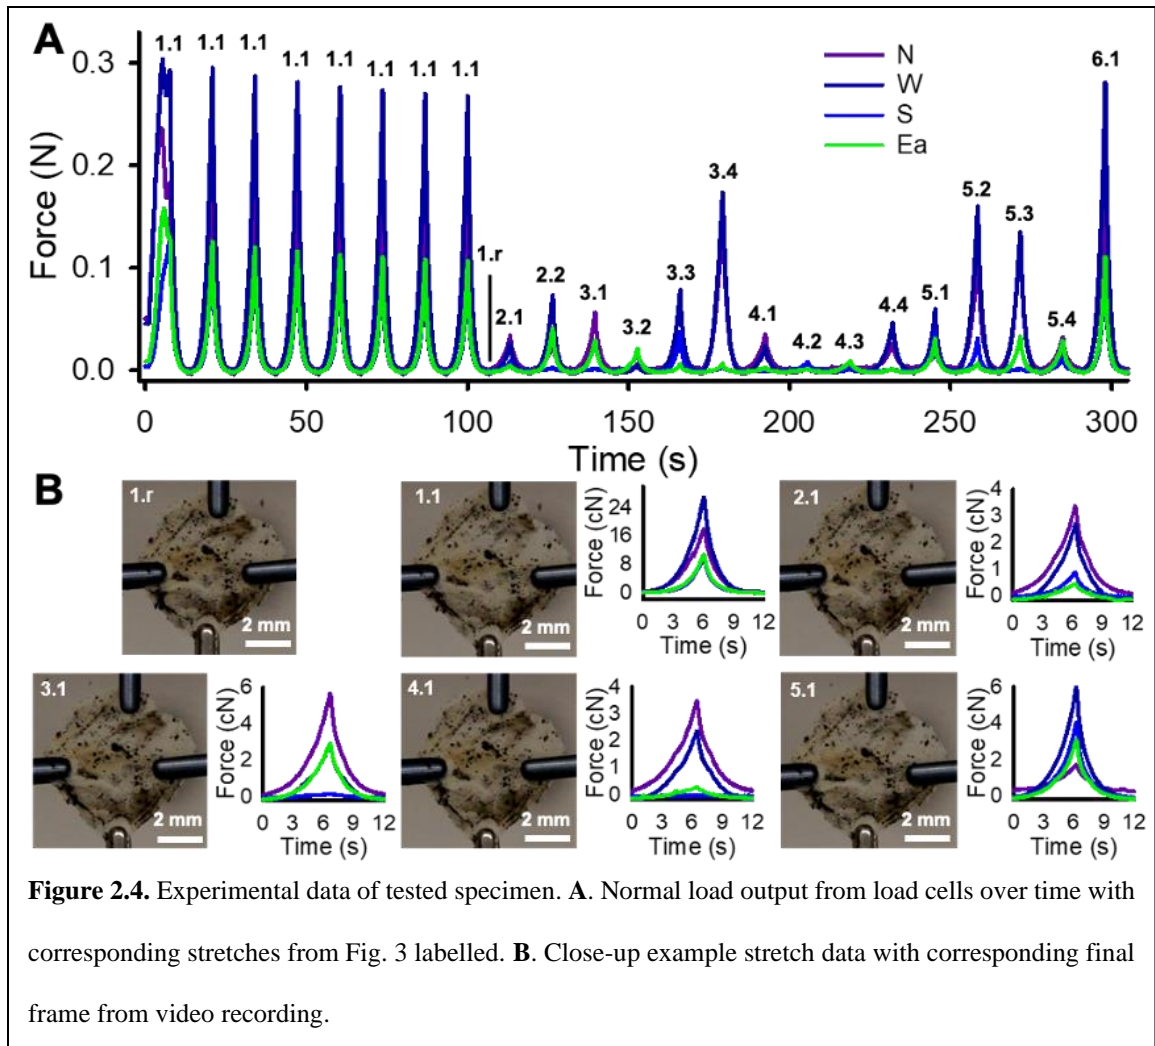 A
Force (N)
0.3
0.2
0.1
0.0
1.1 1.1 1.1 1.1 1.1 1.1 1.1 1.1
1.r
2.1 2.2 3.1 3.2 3.3 3.4 4.1 4.2 4.3 4.4 5.1 5.2 5.3 5.4 6.1
N
W
S
Ea
0 50 100 150 200 250 300
Time (s)
B
1.r
2 mm
1.1
2 mm
Force (cN)
24
16
8
0
0 3 6 9 12
Time (s)
2.1
2 mm
Force (cN)
4
3
2
1
0
0 3 6 9 12
Time (s)
3.1
2 mm
Force (cN)
6
4
2
0
0 3 6 9 12
Time (s)
4.1
2 mm
Force (cN)
4
3
2
1
0
0 3 6 9 12
Time (s)
5.1
2 mm
Force (cN)
6
4
2
0
0 3 6 9 12
Time (s)
Figure 2.4. Experimental data of tested specimen. A. Normal load output from load cells over time with
corresponding stretches from Fig. 3 labelled. B. Close-up example stretch data with corresponding final
frame from video recording.